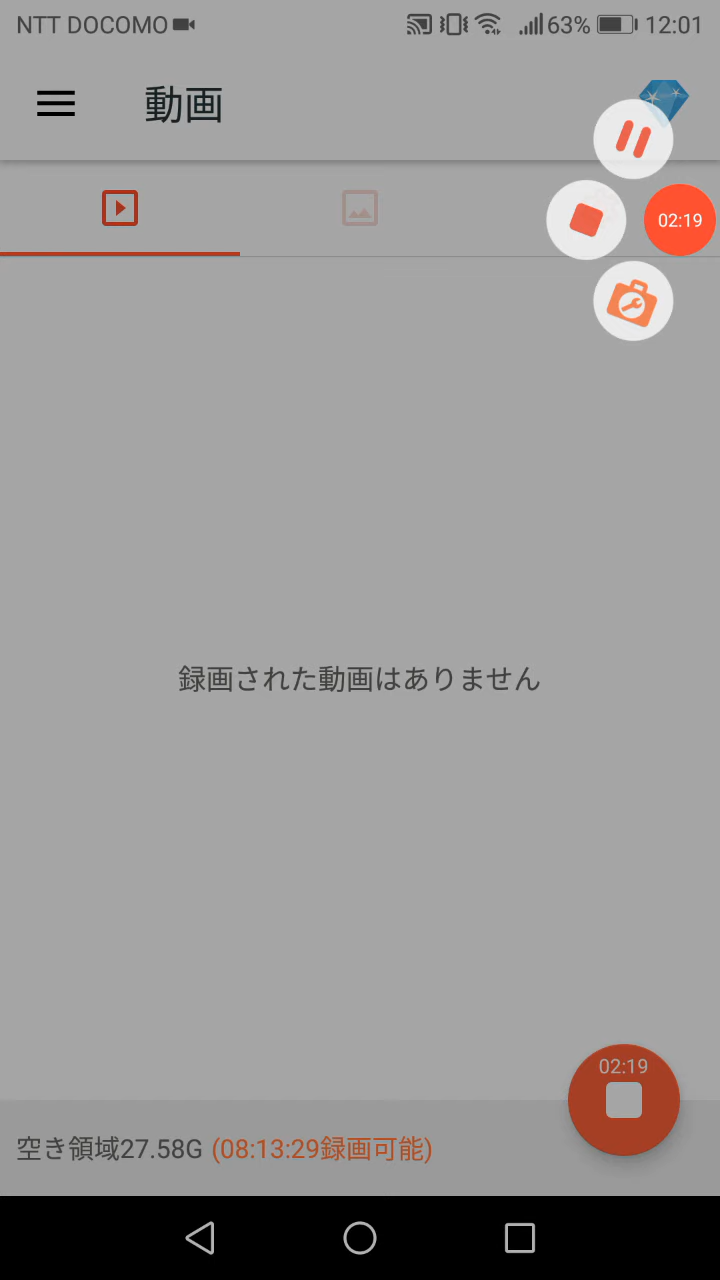 NTT DOCOMO 63% 12:01
動画
02:19
録画された動画はありません
02:19
空き領域27.58G (08:13:29録画可能)